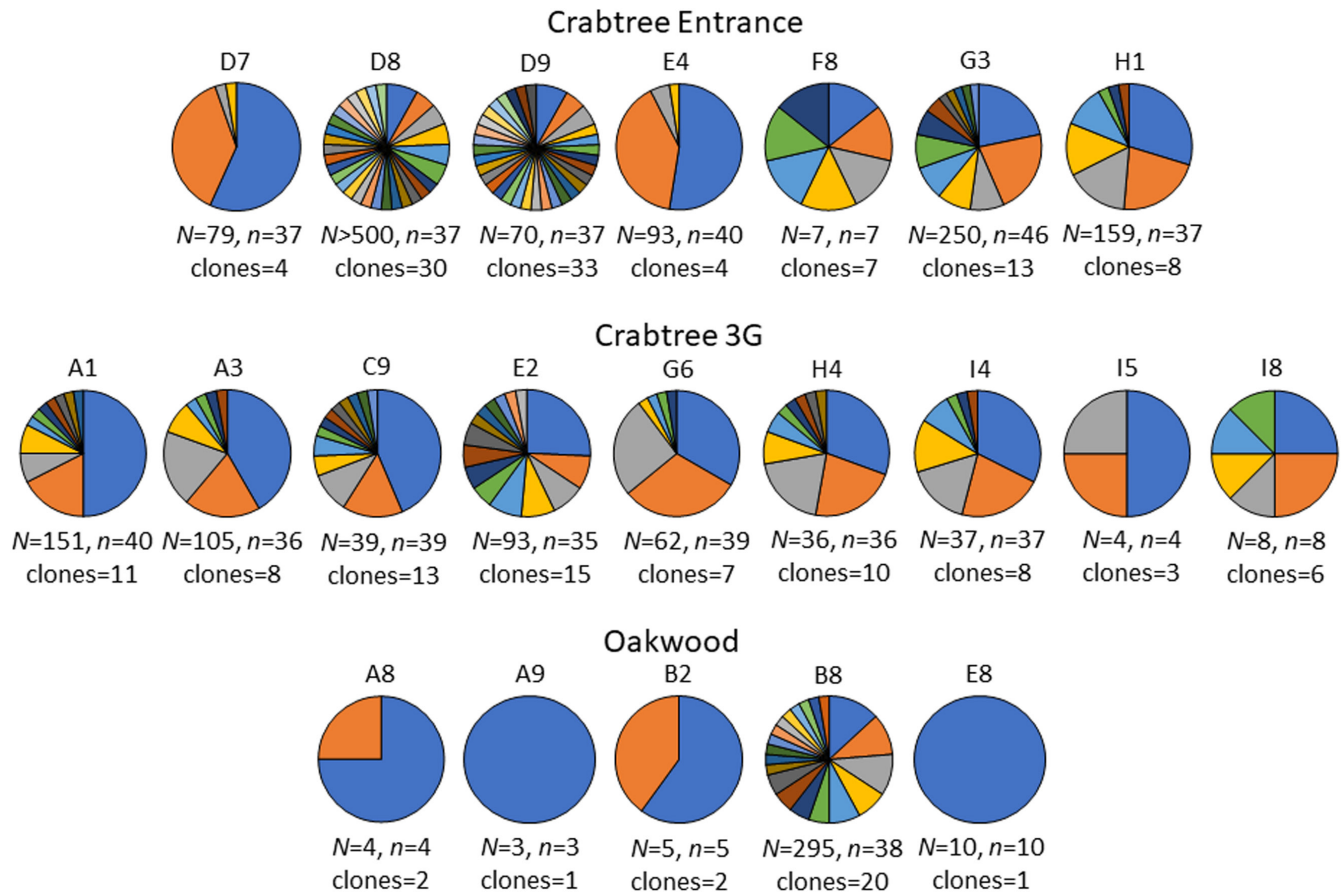 Crabtree Entrance
D7 D8 D9 E4 F8 G3 H1
N=79, n=37 N>500, n=37 N=70, n=37 N=93, n=40 N=7, n=7 N=250, n=46 N=159, n=37
clones=4 clones=30 clones=33 clones=4 clones=7 clones=13 clones=8
Crabtree 3G
A1 A3 C9 E2 G6 H4 I4 I5 I8
N=151, n=40 N=105, n=36 N=39, n=39 N=93, n=35 N=62, n=39 N=36, n=36 N=37, n=37 N=4, n=4 N=8, n=8
clones=11 clones=8 clones=13 clones=15 clones=7 clones=10 clones=8 clones=3 clones=6
Oakwood
A8 A9 B2 B8 E8
N=4, n=4 N=3, n=3 N=5, n=5 N=295, n=38 N=10, n=10
clones=2 clones=1 clones=2 clones=20 clones=1